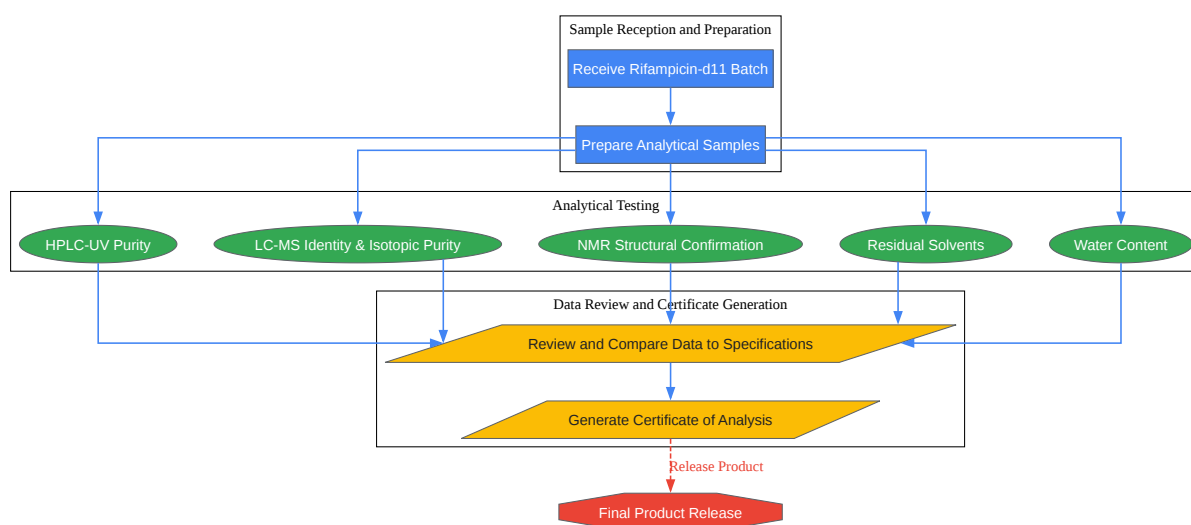 Sample Reception and Preparation
Receive Rifampicin-d11 Batch
Prepare Analytical Samples
Analytical Testing
HPLC-UV Purity
LC-MS Identity & Isotopic Purity
NMR Structural Confirmation
Residual Solvents
Water Content
Data Review and Certificate Generation
Review and Compare Data to Specifications
Generate Certificate of Analysis
Release Product
Final Product Release